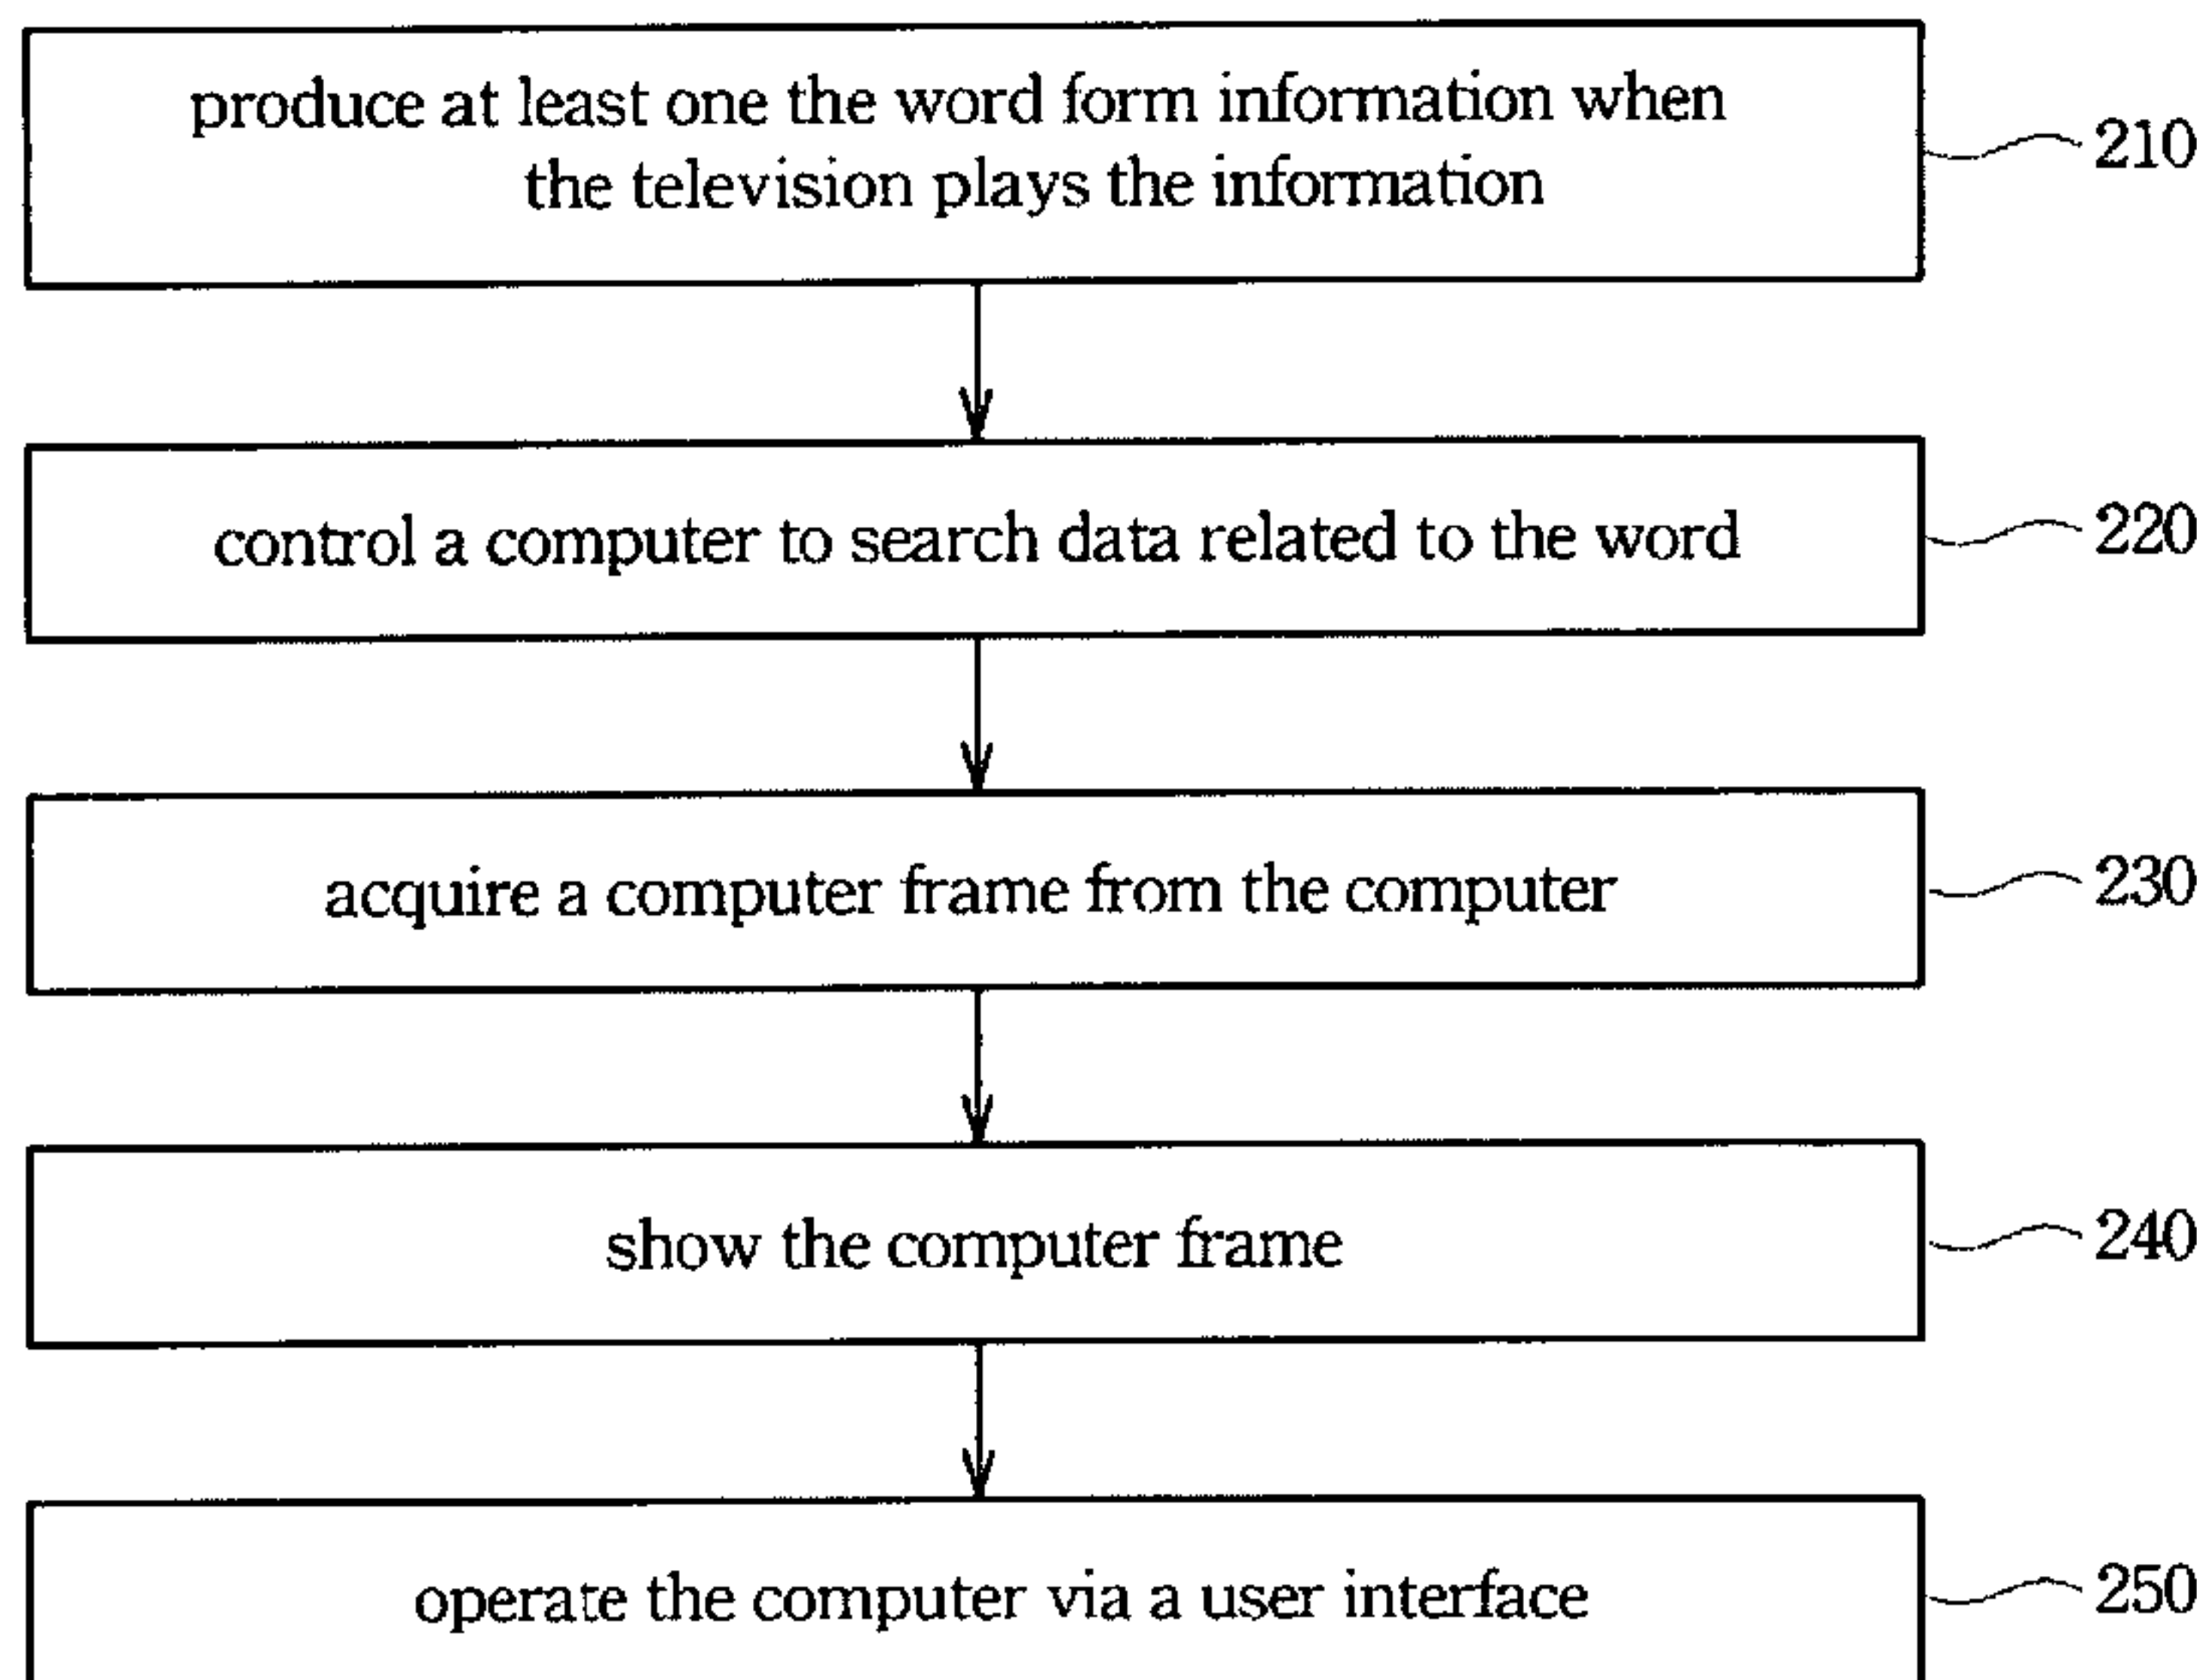 produce at least one the word form information when
the television plays the information
210
control a computer to search data related to the word
220
acquire a computer frame from the computer
230
show the computer frame
240
operate the computer via a user interface
250